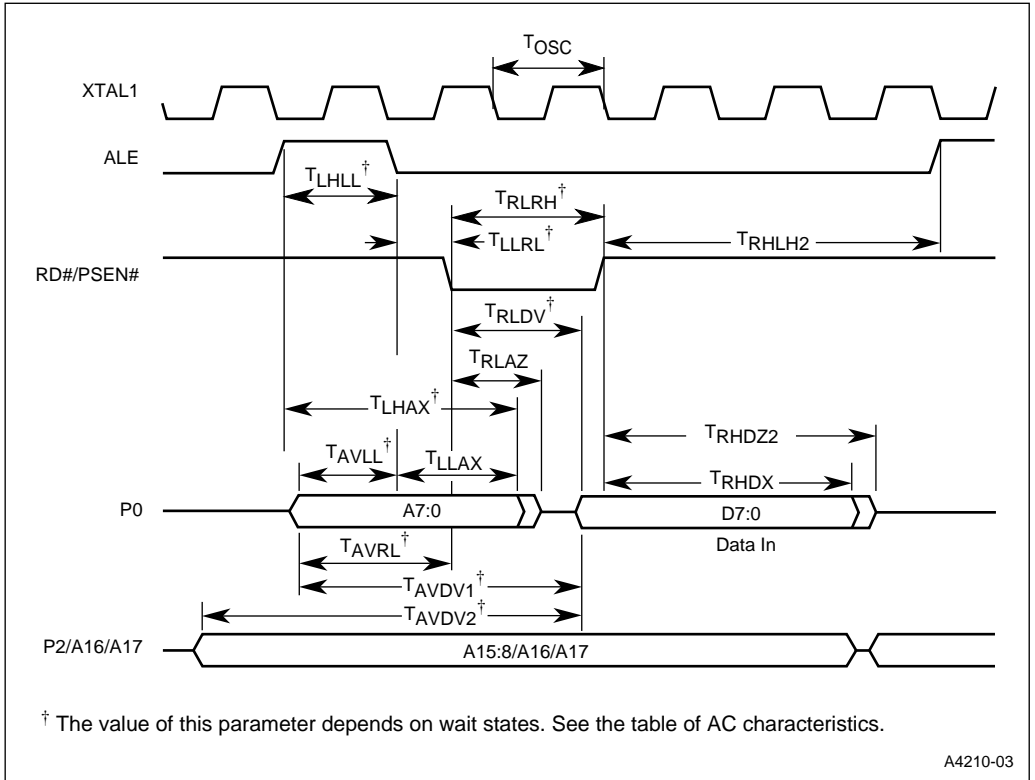 TOSC
XTAL1
ALE
TLHLL†
TRLRH†
TLLRL†
TRHLH2
RD#/PSEN#
TRLDV†
TRLAZ
TLHAX†
TRHDZ2
TAVLL†
TLLAX
TRHDX
P0
A7:0
D7:0
Data In
TAVRL†
TAVDV1†
TAVDV2†
P2/A16/A17
A15:8/A16/A17
† The value of this parameter depends on wait states. See the table of AC characteristics.
A4210-03